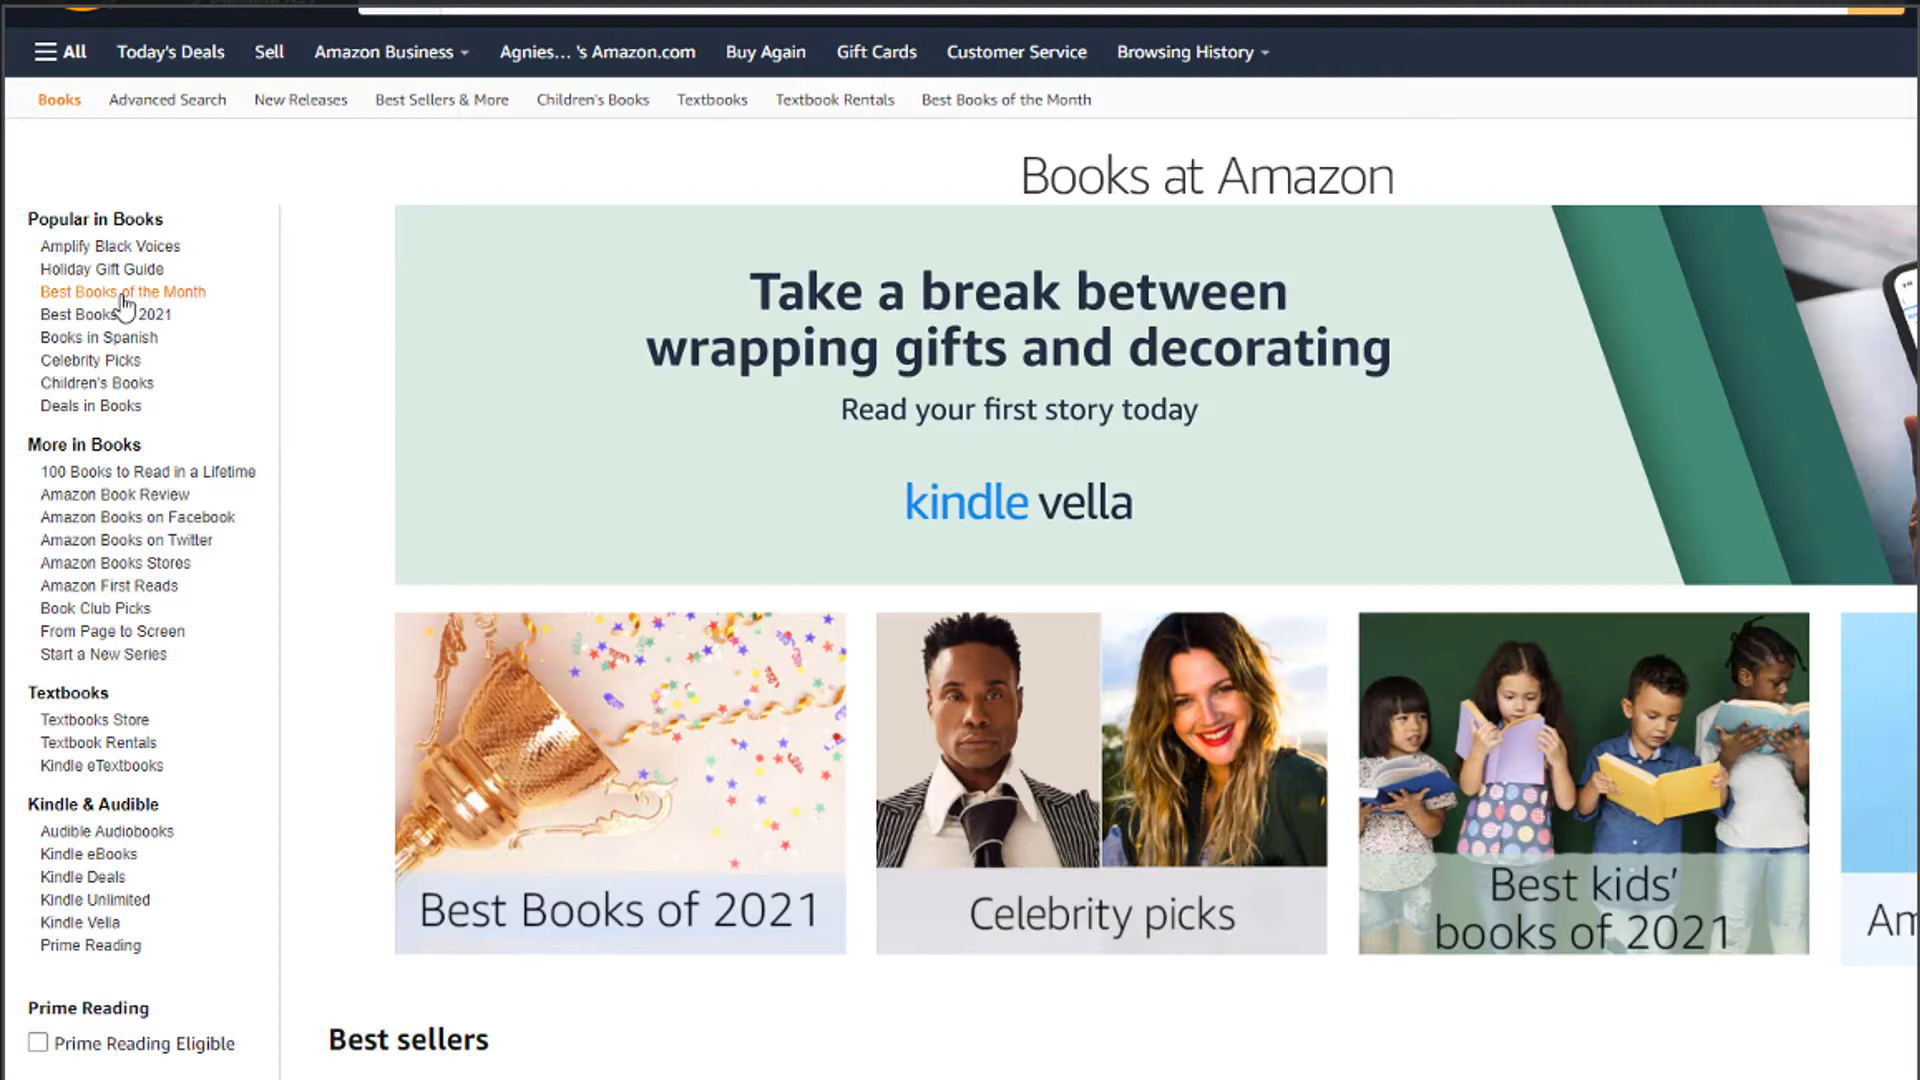 All
Today's Deals
Sell
Amazon Business
Agnies... 's Amazon.com
Buy Again
Gift Cards
Customer Service
Browsing History
Books
Advanced Search
New Releases
Best Sellers & More
Children's Books
Textbooks
Textbook Rentals
Best Books of the Month
Books at Amazon
Popular in Books
Amplify Black Voices
Holiday Gift Guide
Best Books of the Month
Best Books 2021
Books in Spanish
Celebrity Picks
Children's Books
Deals in Books
More in Books
100 Books to Read in a Lifetime
Amazon Book Review
Amazon Books on Facebook
Amazon Books on Twitter
Amazon Books Stores
Amazon First Reads
Book Club Picks
From Page to Screen
Start a New Series
Textbooks
Textbooks Store
Textbook Rentals
Kindle eTextbooks
Kindle & Audible
Audible Audiobooks
Kindle eBooks
Kindle Deals
Kindle Unlimited
Kindle Vella
Prime Reading
Prime Reading
Prime Reading Eligible
Take a break between
wrapping gifts and decorating
Read your first story today
kindle vella
Best Books of 2021
Celebrity picks
Best kids'
books of 2021
Best sellers